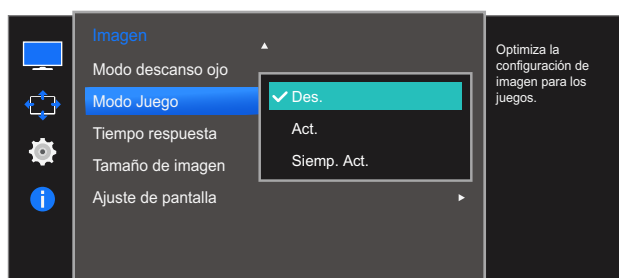 Imagen
Modo descanso ojo
Modo Juego
Tiempo respuesta
Tamaño de imagen
Ajuste de pantalla
Des.
Act.
Siemp. Act.
Optimiza la
configuración de
imagen para los
juegos.